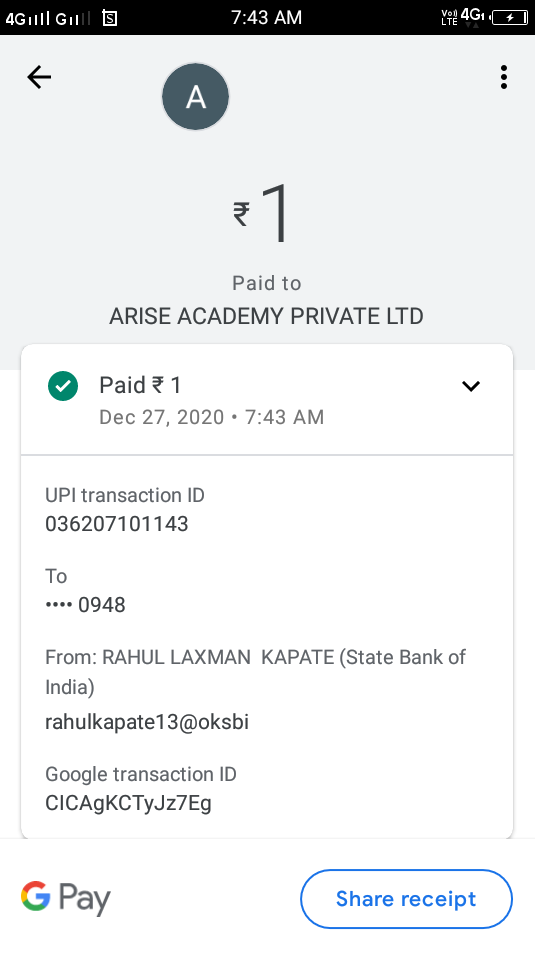 4G G S 7:43 AM Vo) LTE 4G
A
₹ 1
Paid to
ARISE ACADEMY PRIVATE LTD
Paid ₹ 1
Dec 27, 2020 • 7:43 AM
UPI transaction ID
036207101143
To
•••• 0948
From: RAHUL LAXMAN KAPATE (State Bank of
India)
rahulkapate13@oksbi
Google transaction ID
CICAgKCTyJz7Eg
G Pay
Share receipt